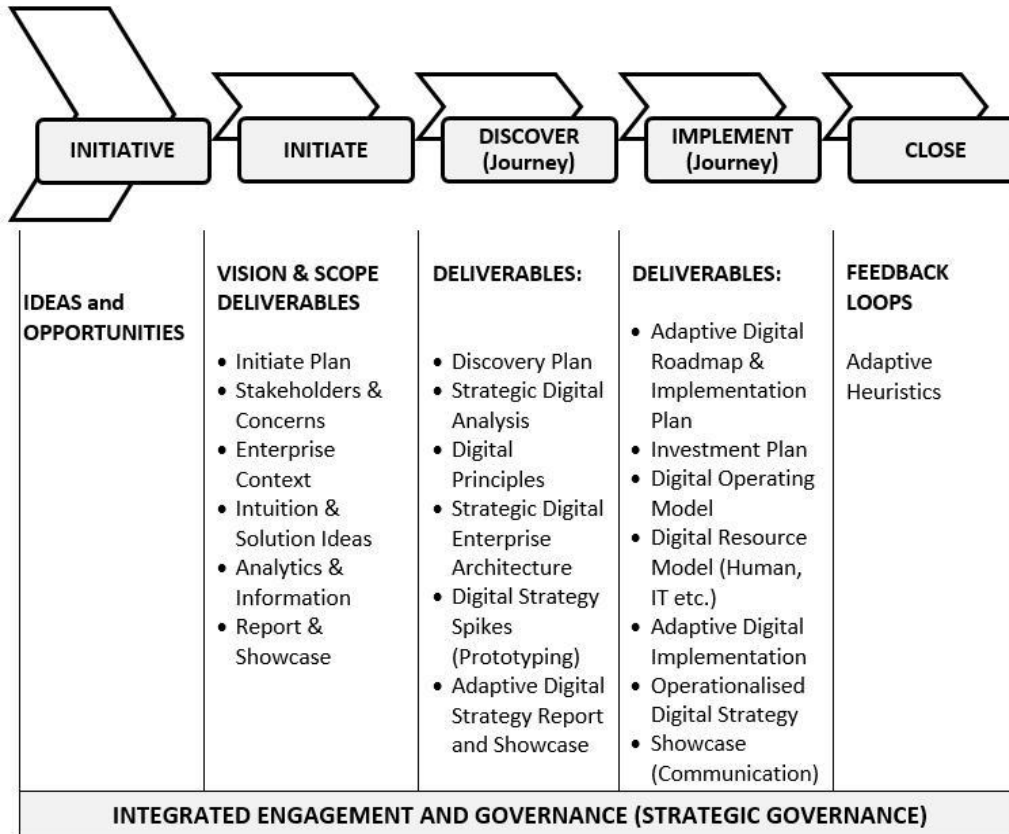 INITIATIVE
INITIATE
DISCOVER
(Journey)
IMPLEMENT
(Journey)
CLOSE
IDEAS and
OPPORTUNITIES
VISION & SCOPE
DELIVERABLES
• Initiate Plan
• Stakeholders &
Concerns
• Enterprise
Context
• Intuition &
Solution Ideas
• Analytics &
Information
• Report &
Showcase
DELIVERABLES:
• Discovery Plan
• Strategic Digital
Analysis
• Digital
Principles
• Strategic Digital
Enterprise
Architecture
• Digital Strategy
Spikes
(Prototyping)
• Adaptive Digital
Strategy Report
and Showcase
DELIVERABLES:
• Adaptive Digital
Roadmap &
Implementation
Plan
• Investment Plan
• Digital Operating
Model
• Digital Resource
Model (Human,
IT etc.)
• Adaptive Digital
Implementation
• Operationalised
Digital Strategy
• Showcase
(Communication)
FEEDBACK
LOOPS
Adaptive
Heuristics
INTEGRATED ENGAGEMENT AND GOVERNANCE (STRATEGIC GOVERNANCE)